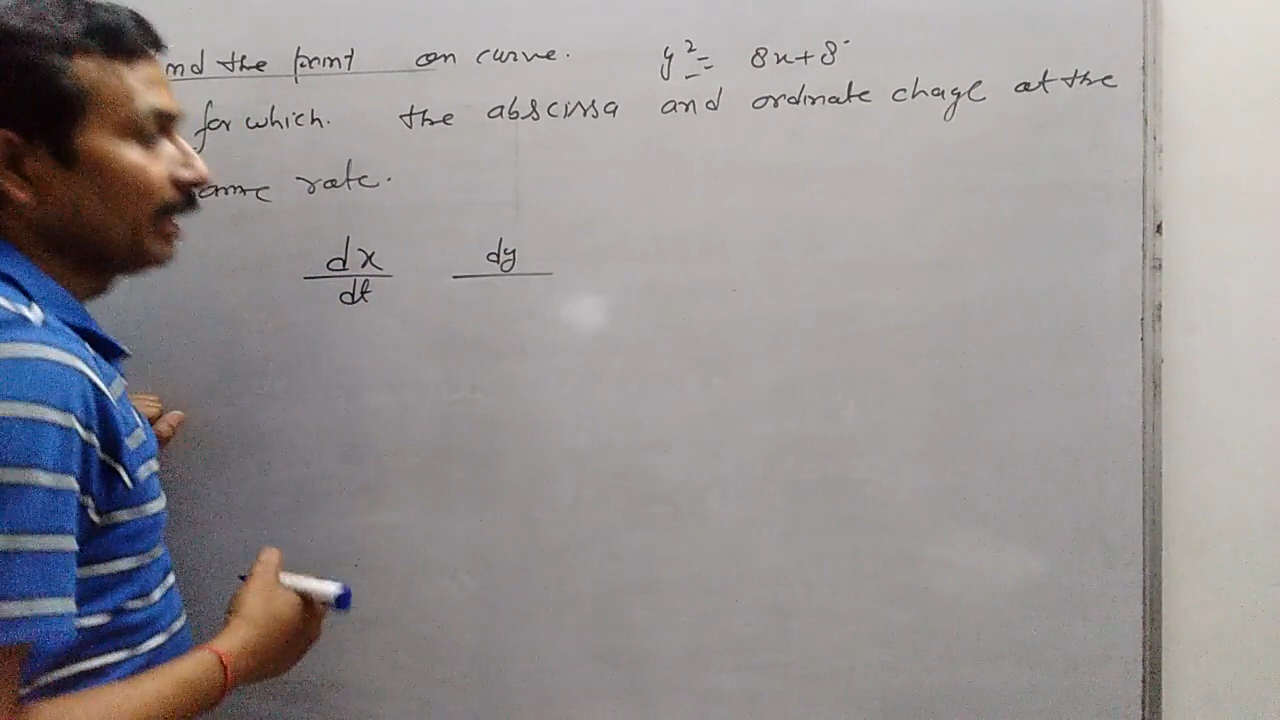 nd the point on curve. y² = 8x+8
for which. the abscissa and ordinate chage at the
ame rate.
dx dy
dt